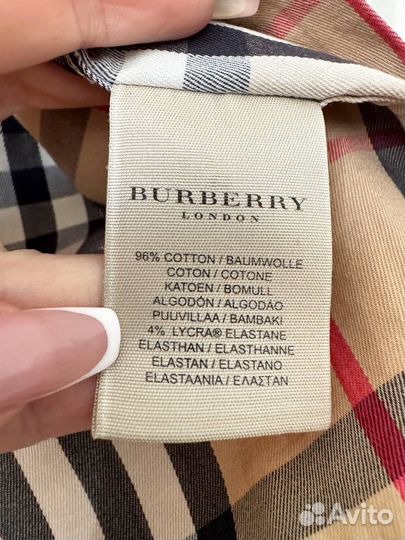 BURBERRY
LONDON
96% COTTON / BAUMWOLLE
COTON / COTONE
KATOEN / BOMULL
ALGODÓN / ALGODÃO
PUUVILLAA / BAMBAKI
4% LYCRA® ELASTANE
ELASTHAN / ELASTHANNE
ELASTAN / ELASTANO
ELASTAANIA / ΕΛΑΣΤΑΝ
Avito